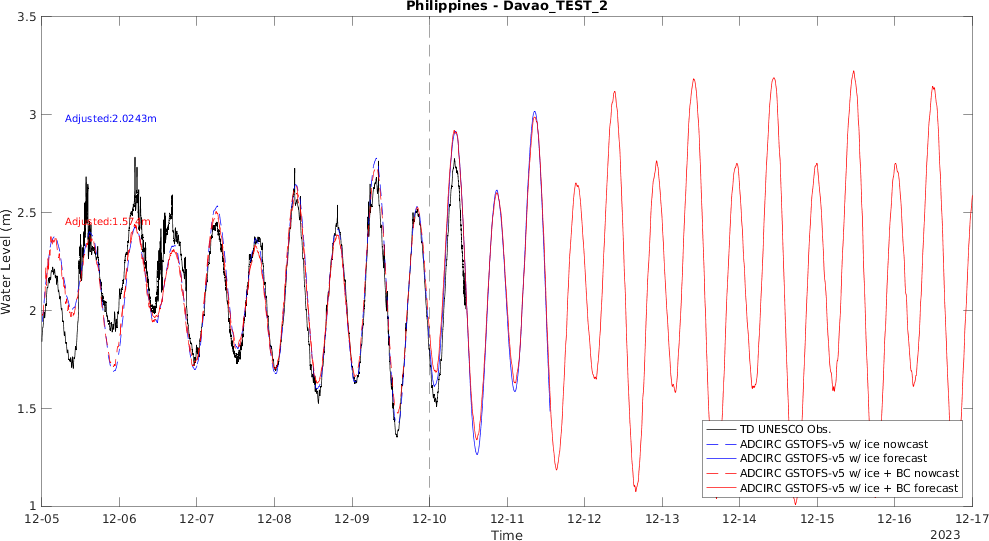 Philippines - Davao_TEST_2
3.5
3
2.5
2
1.5
1
Water Level (m)
Adjusted:2.0243m
Adjusted:1.574m
TD UNESCO Obs.
ADCIRC GSTOFS-v5 w/ ice nowcast
ADCIRC GSTOFS-v5 w/ ice forecast
ADCIRC GSTOFS-v5 w/ ice + BC nowcast
ADCIRC GSTOFS-v5 w/ ice + BC forecast
12-05 12-06 12-07 12-08 12-09 12-10 12-11 12-12 12-13 12-14 12-15 12-16 12-17
Time
2023